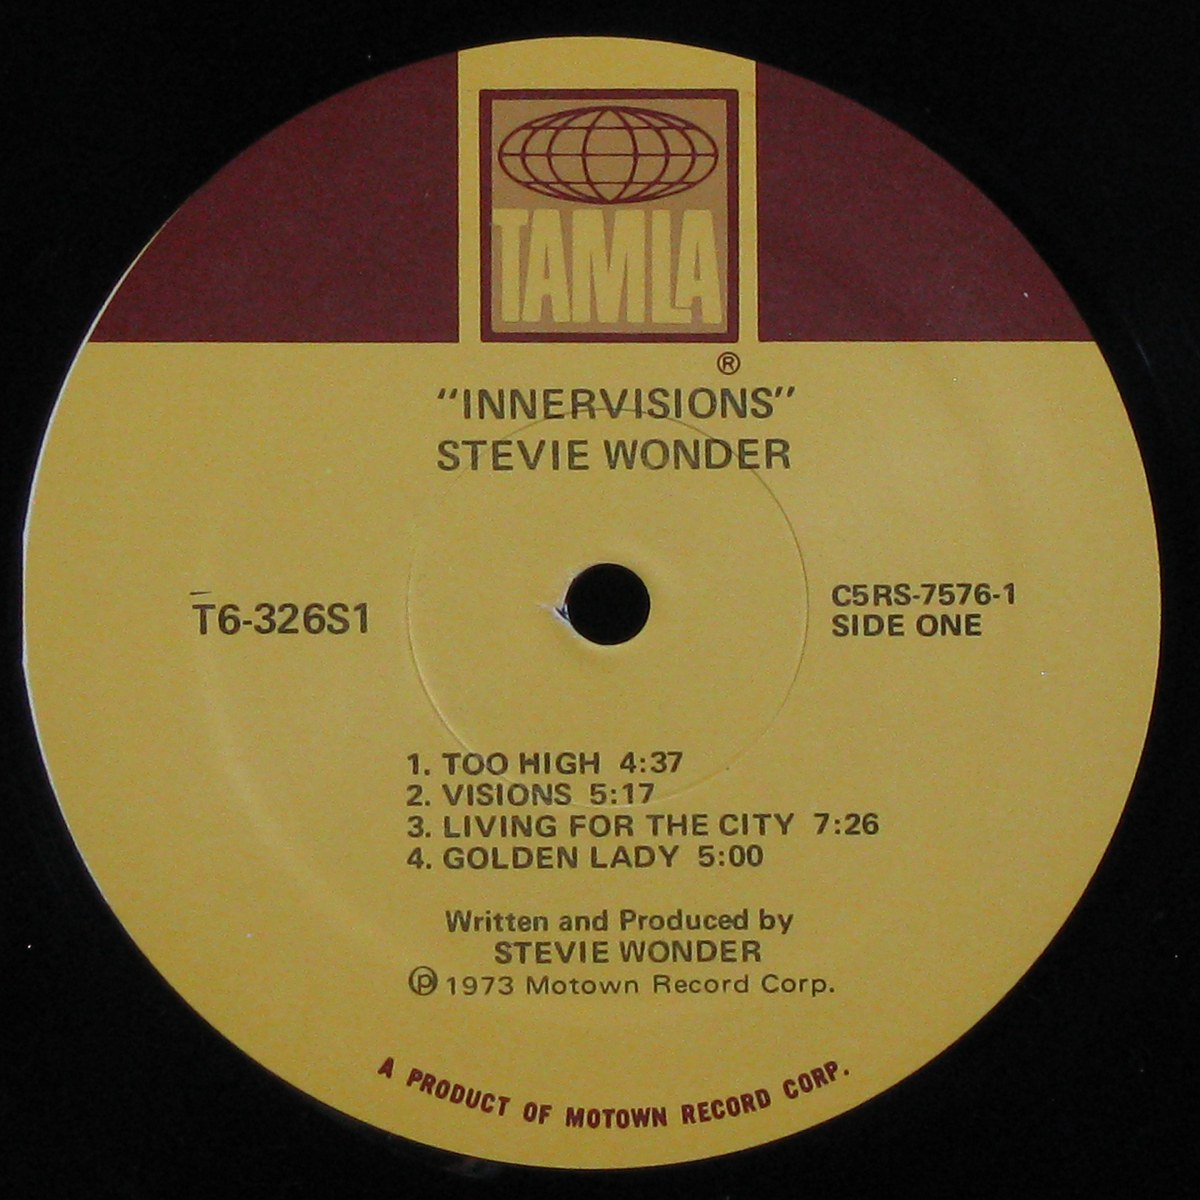 TAMLA
®
"INNERVISIONS"
STEVIE WONDER
T6-326S1
C5RS-7576-1
SIDE ONE
1. TOO HIGH 4:37
2. VISIONS 5:17
3. LIVING FOR THE CITY 7:26
4. GOLDEN LADY 5:00
Written and Produced by
STEVIE WONDER
℗ 1973 Motown Record Corp.
A PRODUCT OF MOTOWN RECORD CORP.